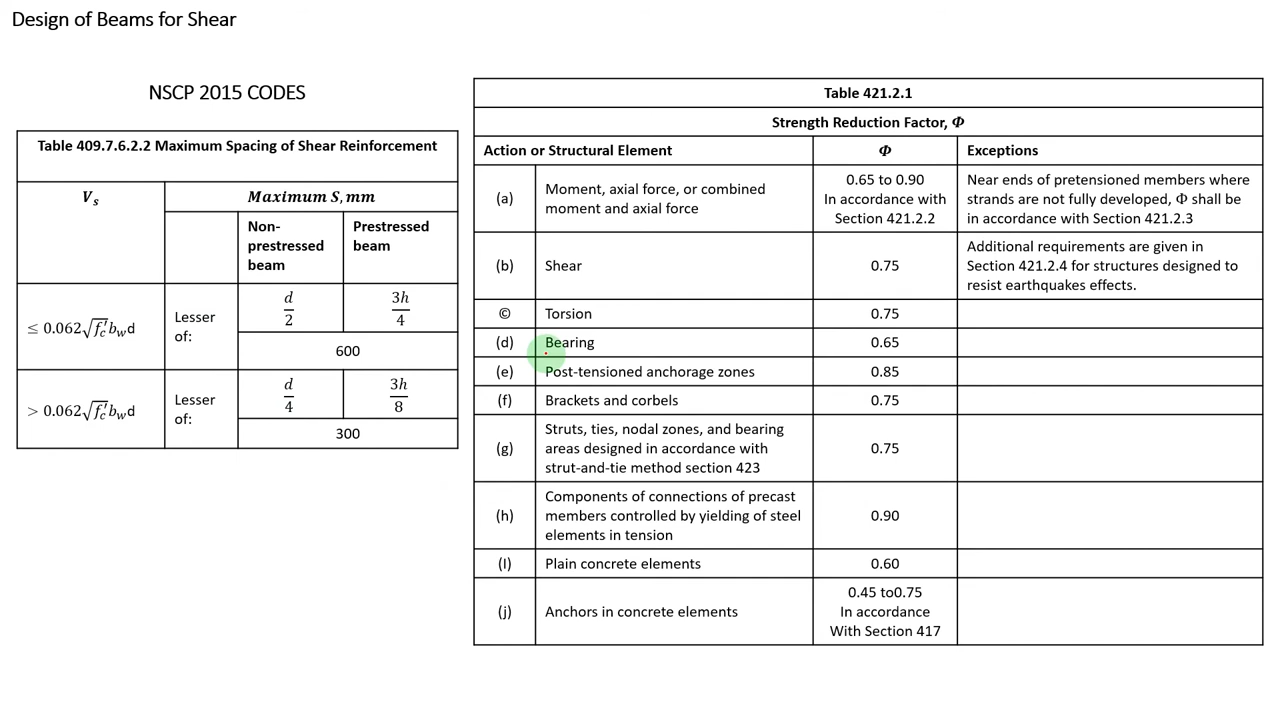 Design of Beams for Shear
NSCP 2015 CODES
Table 409.7.6.2.2 Maximum Spacing of Shear Reinforcement
V_s
Maximum S, mm
Non-
prestressed
beam
Prestressed
beam
≤ 0.062√f'_c b_w d
Lesser
of:
d/2
3h/4
600
> 0.062√f'_c b_w d
Lesser
of:
d/4
3h/8
300
Table 421.2.1
Strength Reduction Factor, Φ
Action or Structural Element
Φ
Exceptions
(a)
Moment, axial force, or combined
moment and axial force
0.65 to 0.90
In accordance with
Section 421.2.2
Near ends of pretensioned members where
strands are not fully developed, Φ shall be
in accordance with Section 421.2.3
(b)
Shear
0.75
Additional requirements are given in
Section 421.2.4 for structures designed to
resist earthquakes effects.
©
Torsion
0.75
(d)
Bearing
0.65
(e)
Post-tensioned anchorage zones
0.85
(f)
Brackets and corbels
0.75
(g)
Struts, ties, nodal zones, and bearing
areas designed in accordance with
strut-and-tie method section 423
0.75
(h)
Components of connections of precast
members controlled by yielding of steel
elements in tension
0.90
(I)
Plain concrete elements
0.60
(j)
Anchors in concrete elements
0.45 to0.75
In accordance
With Section 417